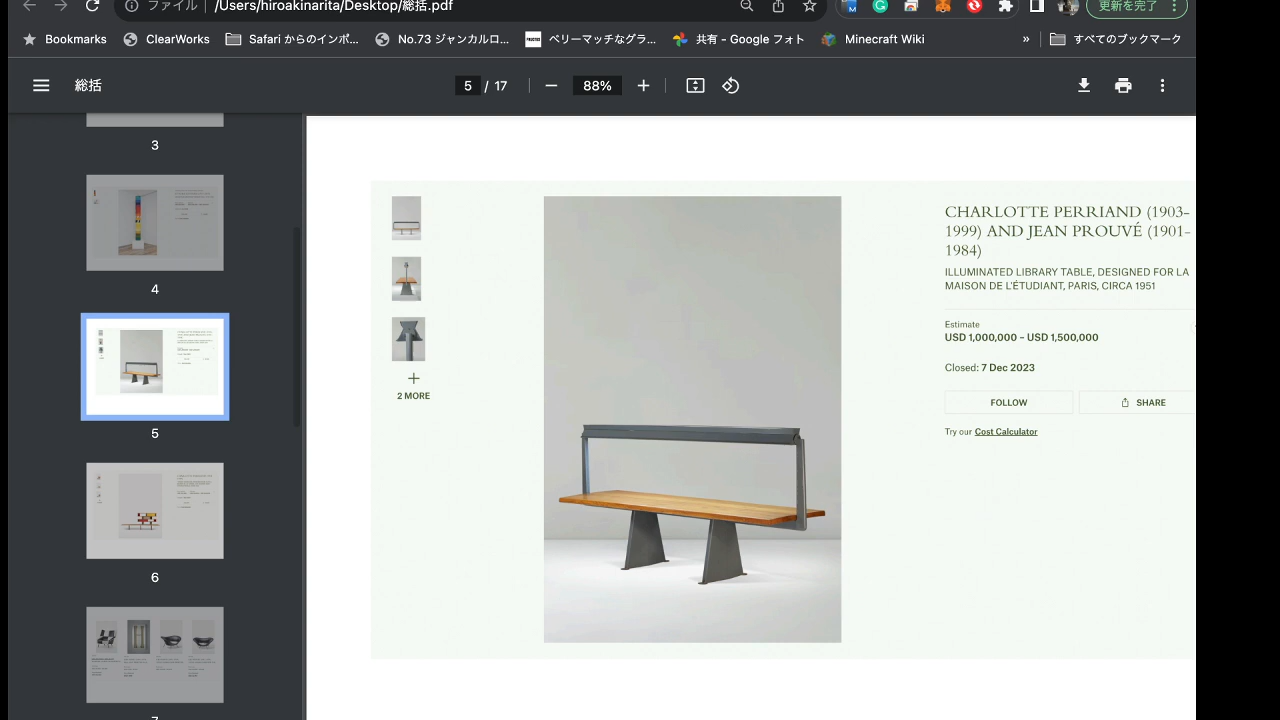 ファイル
/Users/hiroakinarita/Desktop/総括.pdf
更新を完了
Bookmarks
ClearWorks
Safari からのインポ...
No.73 ジャンカルロ...
ベリーマッチなグラ...
共有 - Google フォト
Minecraft Wiki
»
すべてのブックマーク
総括
5 / 17
88%
3
4
5
6
2 MORE
CHARLOTTE PERRIAND (1903-
1999) AND JEAN PROUVÉ (1901-
1984)
ILLUMINATED LIBRARY TABLE, DESIGNED FOR LA
MAISON DE L'ÉTUDIANT, PARIS, CIRCA 1951
Estimate
USD 1,000,000 – USD 1,500,000
Closed: 7 Dec 2023
FOLLOW
SHARE
Try our Cost Calculator